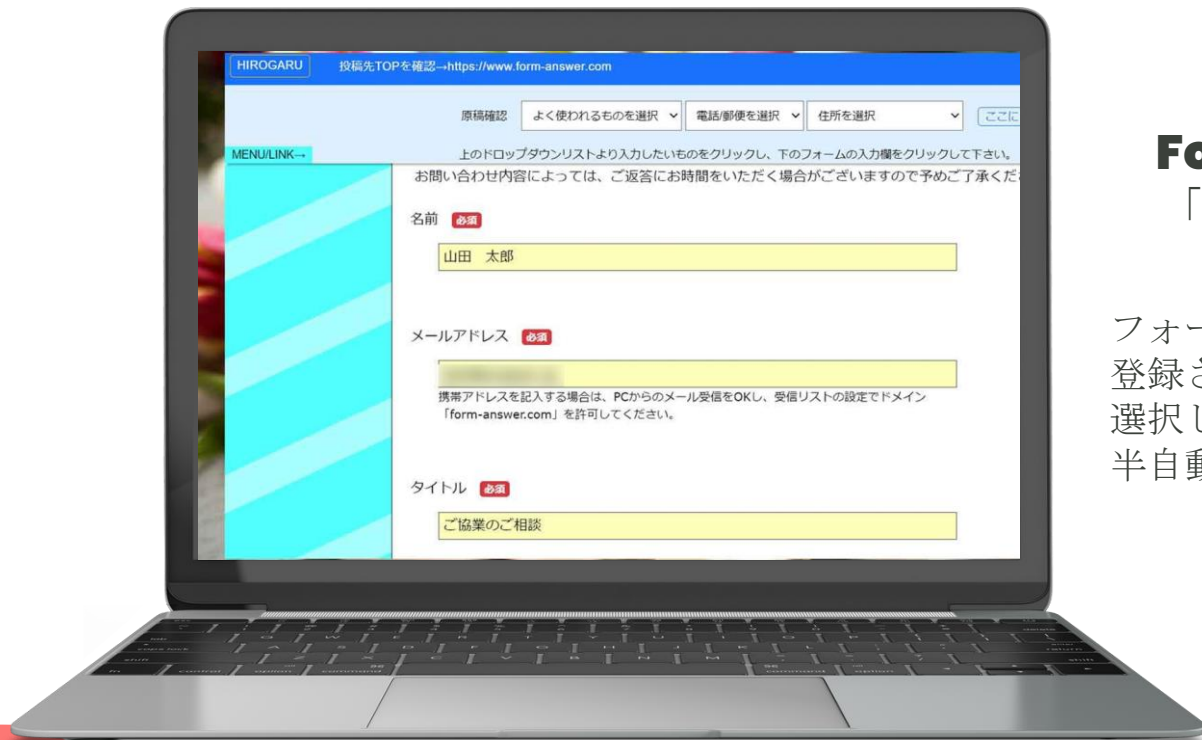 HIROGARU 投稿先TOPを確認→https://www.form-answer.com
原稿確認 よく使われるものを選択 電話/郵便を選択 住所を選択 ここに
MENU/LINK→ 上のドロップダウンリストより入力したいものをクリックし、下のフォームの入力欄をクリックして下さい。
お問い合わせ内容によっては、ご返答にお時間をいただく場合がございますので予めご了承くだ
名前 必須
山田 太郎
メールアドレス 必須
携帯アドレスを記入する場合は、PCからのメール受信をOKし、受信リストの設定でドメイン
「form-answer.com」を許可してください。
タイトル 必須
ご協業のご相談
Fo
「
フォー
登録さ
選択し
半自動